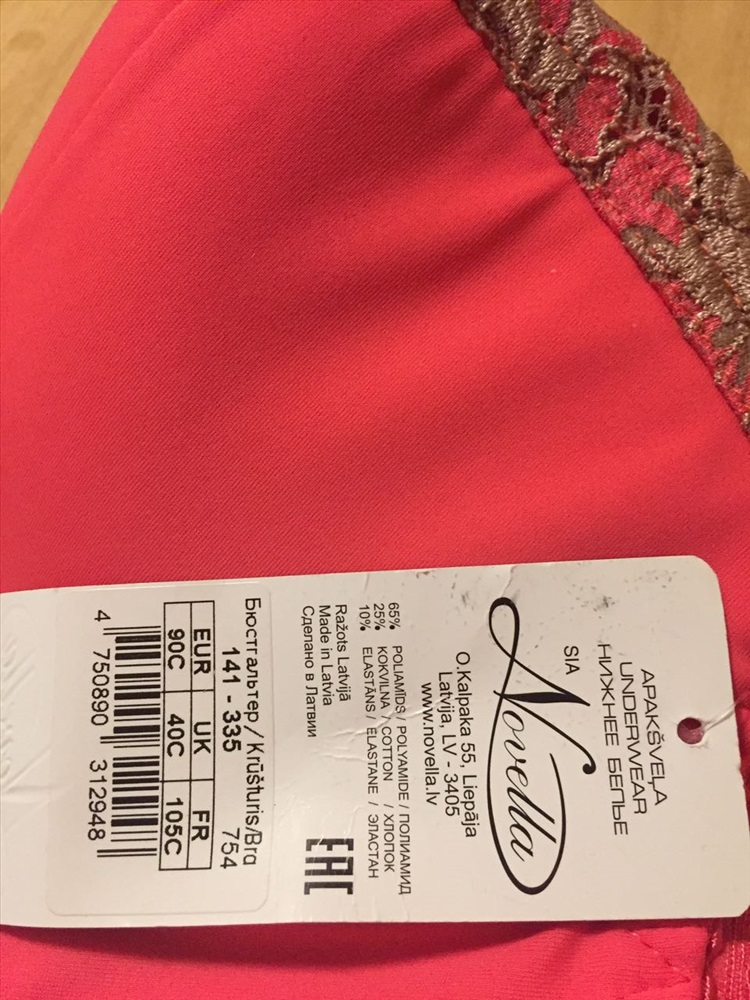 APAKŠVEĻA
UNDERWEAR
НИЖНЕЕ БЕЛЬЕ
SIA
Novella
O.Kalpaka 55, Liepāja
Latvija, LV - 3405
www.novella.lv
65% POLIAMĪDS / POLYAMIDE / ПОЛИАМИД
25% KOKVILNA / COTTON / ХЛОПОК
10% ELASTĀNS / ELASTANE / ЭЛАСТАН
Ražots Latvijā
Made in Latvia
Сделано в Латвии
EAC
Бюстгальтер / Krūšturis/Bra
141 - 335 754
EUR UK FR
90C 40C 105C
4 750890 312948